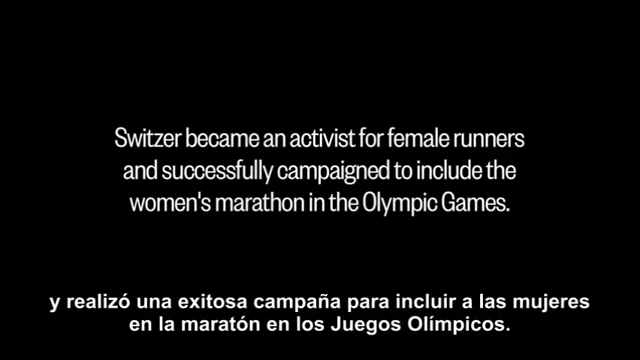 Switzer became an activist for female runners
and successfully campaigned to include the
women's marathon in the Olympic Games.
y realizó una exitosa campaña para incluir a las mujeres
en la maratón en los Juegos Olímpicos.